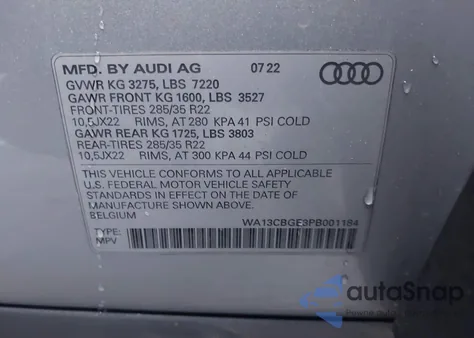 MFD. BY AUDI AG 07 22
GVWR KG 3275, LBS 7220
GAWR FRONT KG 1600, LBS 3527
FRONT-TIRES 285/35 R22
10,5JX22 RIMS, AT 280 KPA 41 PSI COLD
GAWR REAR KG 1725, LBS 3803
REAR-TIRES 285/35 R22
10,5JX22 RIMS, AT 300 KPA 44 PSI COLD
THIS VEHICLE CONFORMS TO ALL APPLICABLE
U.S. FEDERAL MOTOR VEHICLE SAFETY
STANDARDS IN EFFECT ON THE DATE OF
MANUFACTURE SHOWN ABOVE.
BELGIUM WA13CBGE3PB001184
TYPE:
MPV
autoSnap